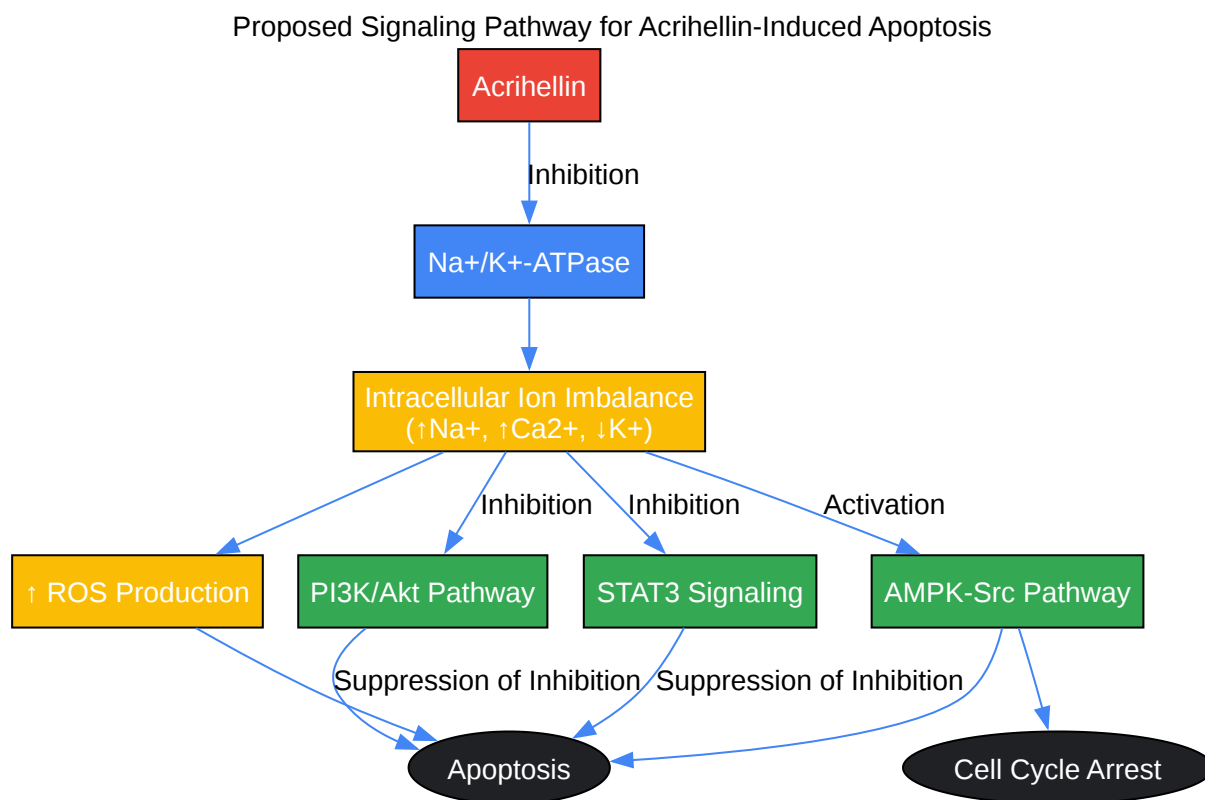 Proposed Signaling Pathway for Acrihellin-Induced Apoptosis
Acrihellin
Inhibition
Na+/K+-ATPase
Intracellular Ion Imbalance
(↑Na+, ↑Ca2+, ↓K+)
Inhibition
Inhibition
Activation
↑ ROS Production
PI3K/Akt Pathway
STAT3 Signaling
AMPK-Src Pathway
Suppression of Inhibition
Suppression of Inhibition
Apoptosis
Cell Cycle Arrest